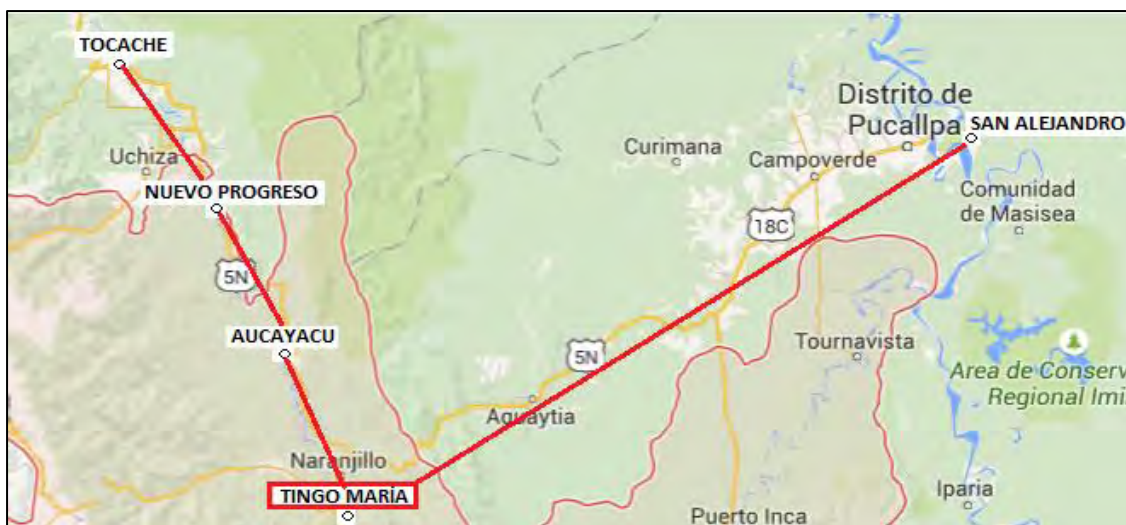 TOCACHE
Distrito de
Pucallpa
SAN ALEJANDRO
Uchiza
Curimana
Campoverde
NUEVO PROGRESO
Comunidad
de Masisea
18C
5N
AUCAYACU
Tournavista
5N
Area de Conserv
Regional Imi
Aguaytia
Naranjillo
TINGO MARÍA
Iparia
Puerto Inca